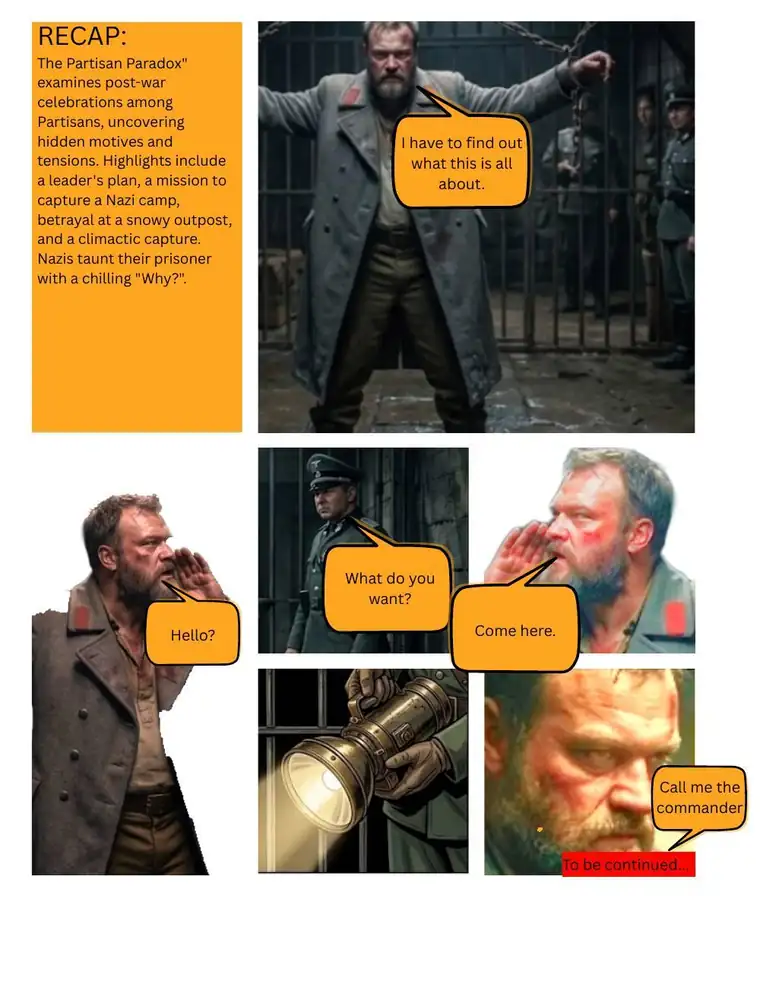 RECAP:
The Partisan Paradox"
examines post-war
celebrations among
Partisans, uncovering
hidden motives and
tensions. Highlights include
a leader's plan, a mission to
capture a Nazi camp,
betrayal at a snowy outpost,
and a climactic capture.
Nazis taunt their prisoner
with a chilling "Why?".
I have to find out
what this is all
about.
Hello?
What do you
want?
Come here.
Call me the
commander
To be continued...